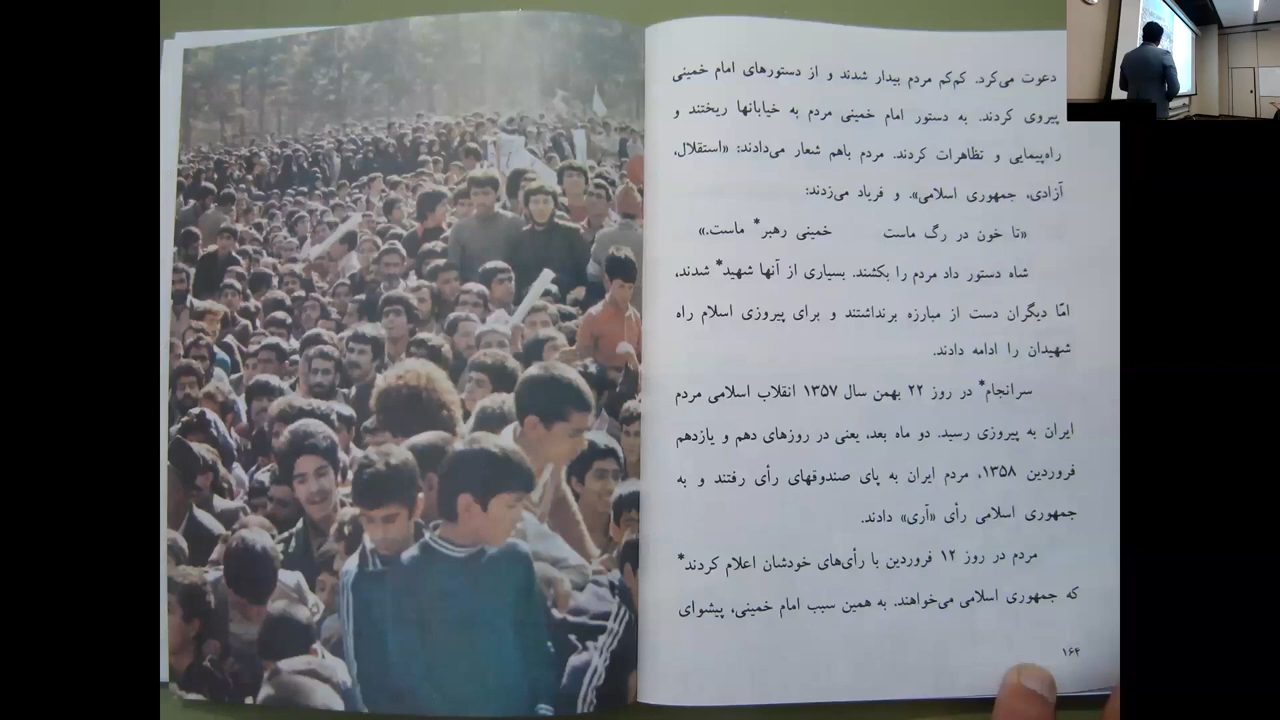 دعوت می‌کرد. کم‌کم مردم بیدار شدند و از دستورهای امام خمینی
پیروی کردند. به دستور امام خمینی مردم به خیابانها ریختند و
راه‌پیمایی و تظاهرات کردند. مردم باهم شعار می‌دادند: «استقلال،
آزادی، جمهوری اسلامی». و فریاد می‌زدند:
«تا خون در رگ ماست خمینی رهبر* ماست.»
شاه دستور داد مردم را بکشند. بسیاری از آنها شهید* شدند،
امّا دیگران دست از مبارزه برنداشتند و برای پیروزی اسلام راه
شهیدان را ادامه دادند.
سرانجام* در روز ۲۲ بهمن سال ۱۳۵۷ انقلاب اسلامی مردم
ایران به پیروزی رسید. دو ماه بعد، یعنی در روزهای دهم و یازدهم
فروردین ۱۳۵۸، مردم ایران به پای صندوقهای رأی رفتند و به
جمهوری اسلامی رأی «آری» دادند.
مردم در روز ۱۲ فروردین با رأی‌های خودشان اعلام کردند*
که جمهوری اسلامی می‌خواهند. به همین سبب امام خمینی، پیشوای
۱۶۴